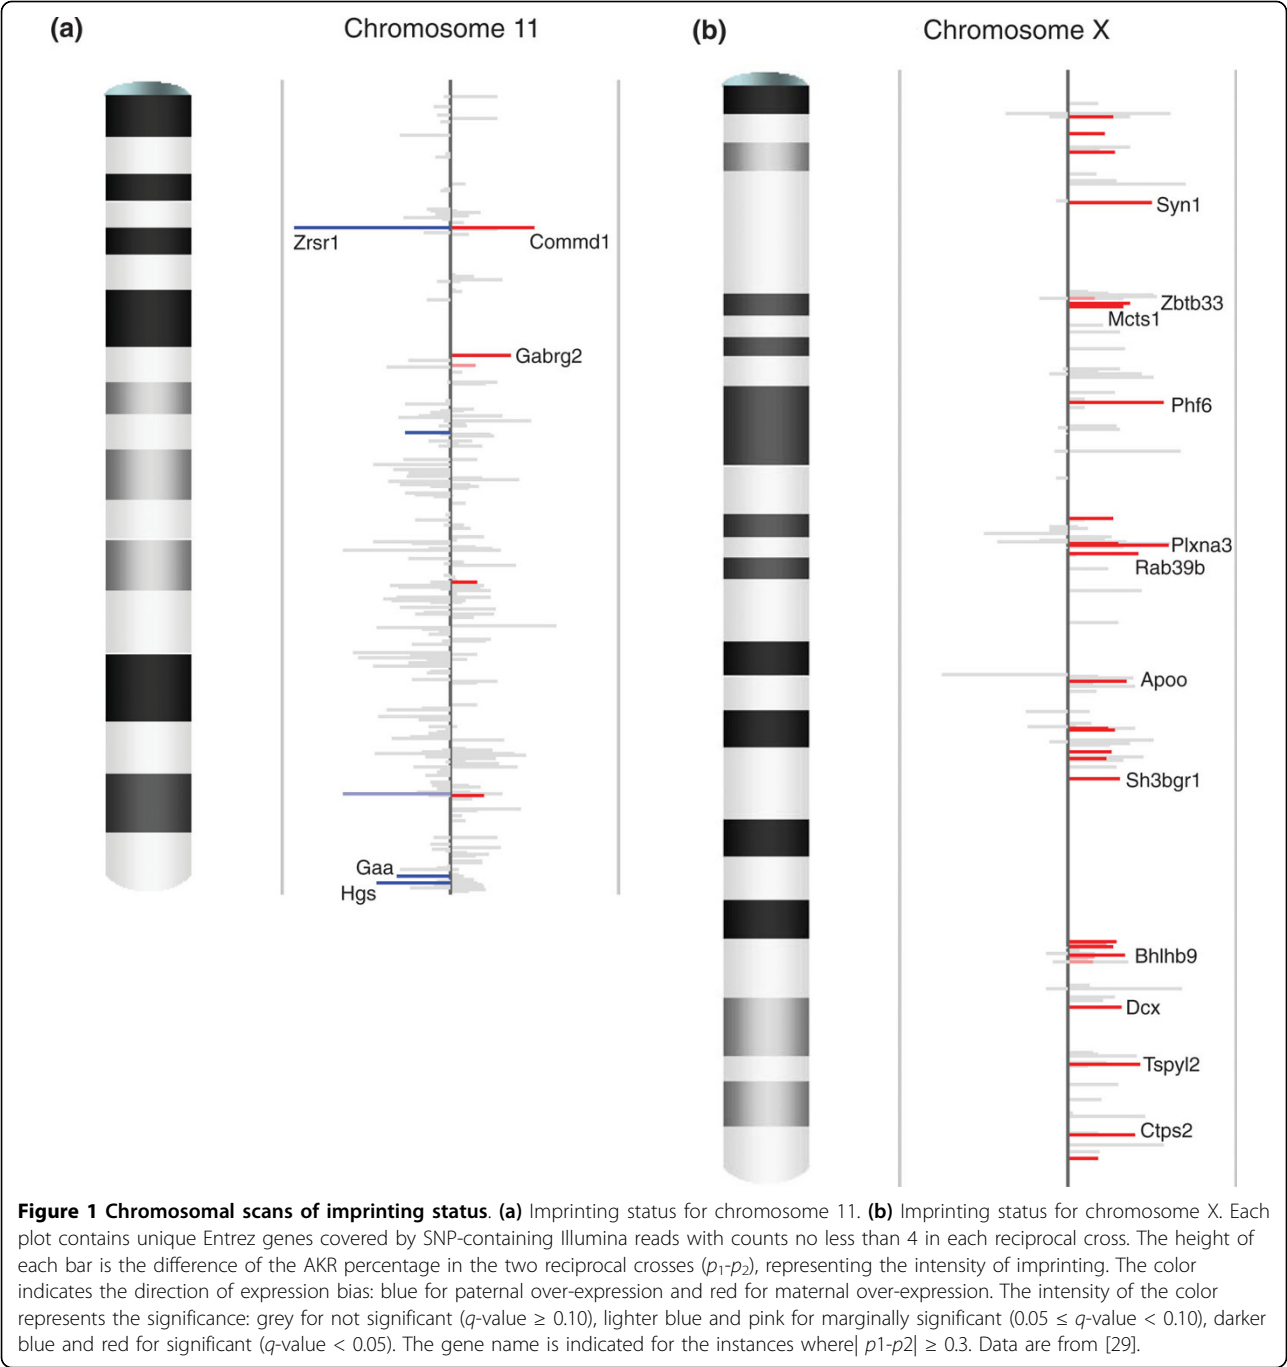 (a)
Chromosome 11
Zrsr1
Commd1
Gabrg2
Gaa
Hgs
(b)
Chromosome X
Syn1
Zbtb33
Mcts1
Phf6
Plxna3
Rab39b
Apoo
Sh3bgr1
Bhlhb9
Dcx
Tspyl2
Ctps2
Figure 1 Chromosomal scans of imprinting status. (a) Imprinting status for chromosome 11. (b) Imprinting status for chromosome X. Each
plot contains unique Entrez genes covered by SNP-containing Illumina reads with counts no less than 4 in each reciprocal cross. The height of
each bar is the difference of the AKR percentage in the two reciprocal crosses (p1-p2), representing the intensity of imprinting. The color
indicates the direction of expression bias: blue for paternal over-expression and red for maternal over-expression. The intensity of the color
represents the significance: grey for not significant (q-value ≥ 0.10), lighter blue and pink for marginally significant (0.05 ≤ q-value < 0.10), darker
blue and red for significant (q-value < 0.05). The gene name is indicated for the instances where| p1-p2| ≥ 0.3. Data are from [29].